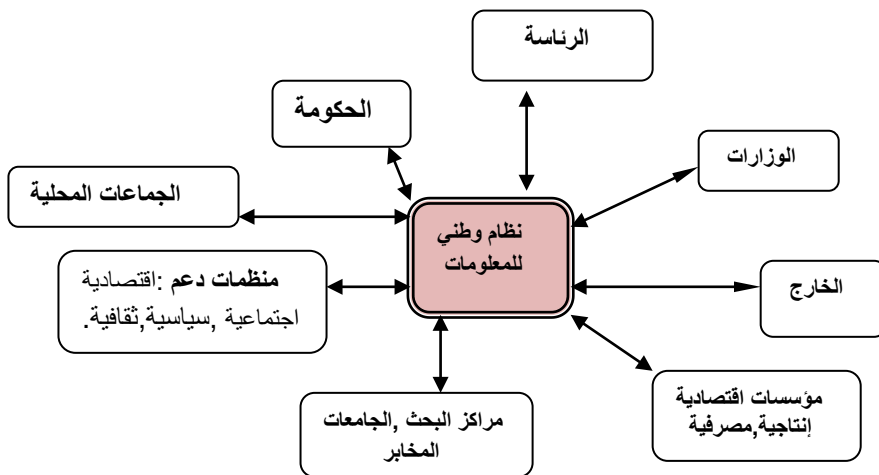 الرئاسة
الحكومة
الوزارات
الجماعات المحلية
نظام وطني
للمعلومات
منظمات دعم :اقتصادية
اجتماعية ,سياسية,ثقافية.
الخارج
مؤسسات اقتصادية
إنتاجية,مصرفية
مراكز البحث ,الجامعات
المخابر